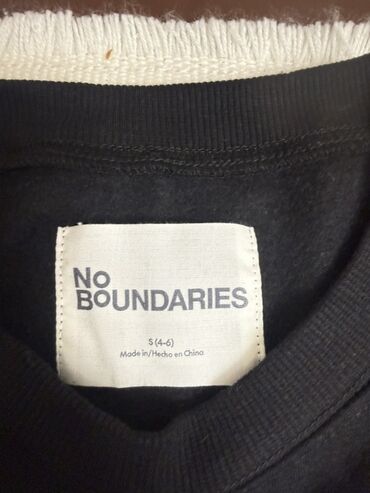 NO
BOUNDARIES
S (4-6)
Made in/Hecho en China